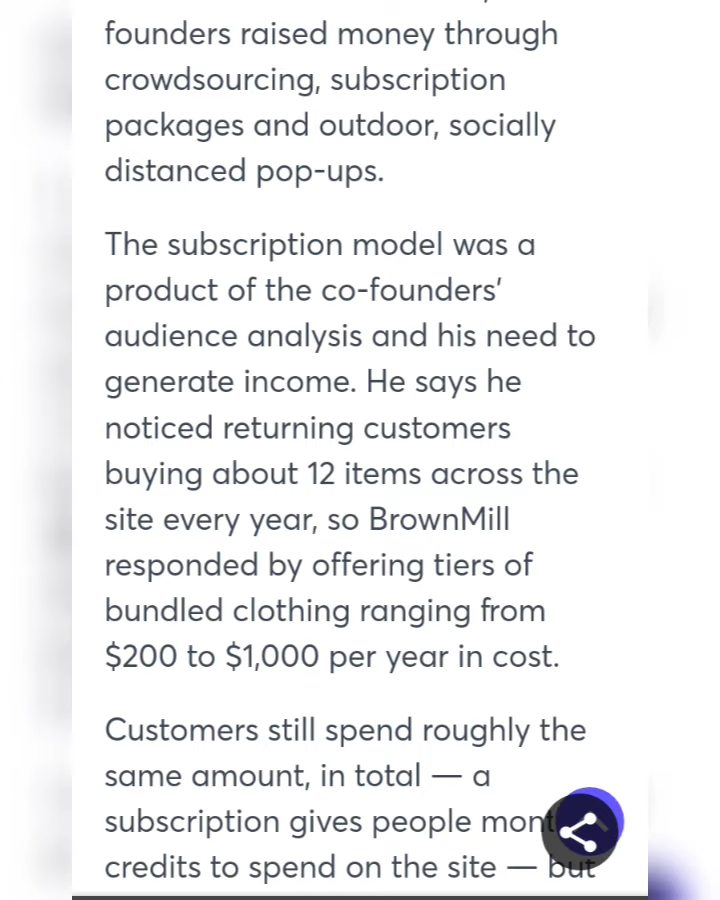 founders raised money through
crowdsourcing, subscription
packages and outdoor, socially
distanced pop-ups.
The subscription model was a
product of the co-founders’
audience analysis and his need to
generate income. He says he
noticed returning customers
buying about 12 items across the
site every year, so BrownMill
responded by offering tiers of
bundled clothing ranging from
$200 to $1,000 per year in cost.
Customers still spend roughly the
same amount, in total — a
subscription gives people
credits to spend on the site — but